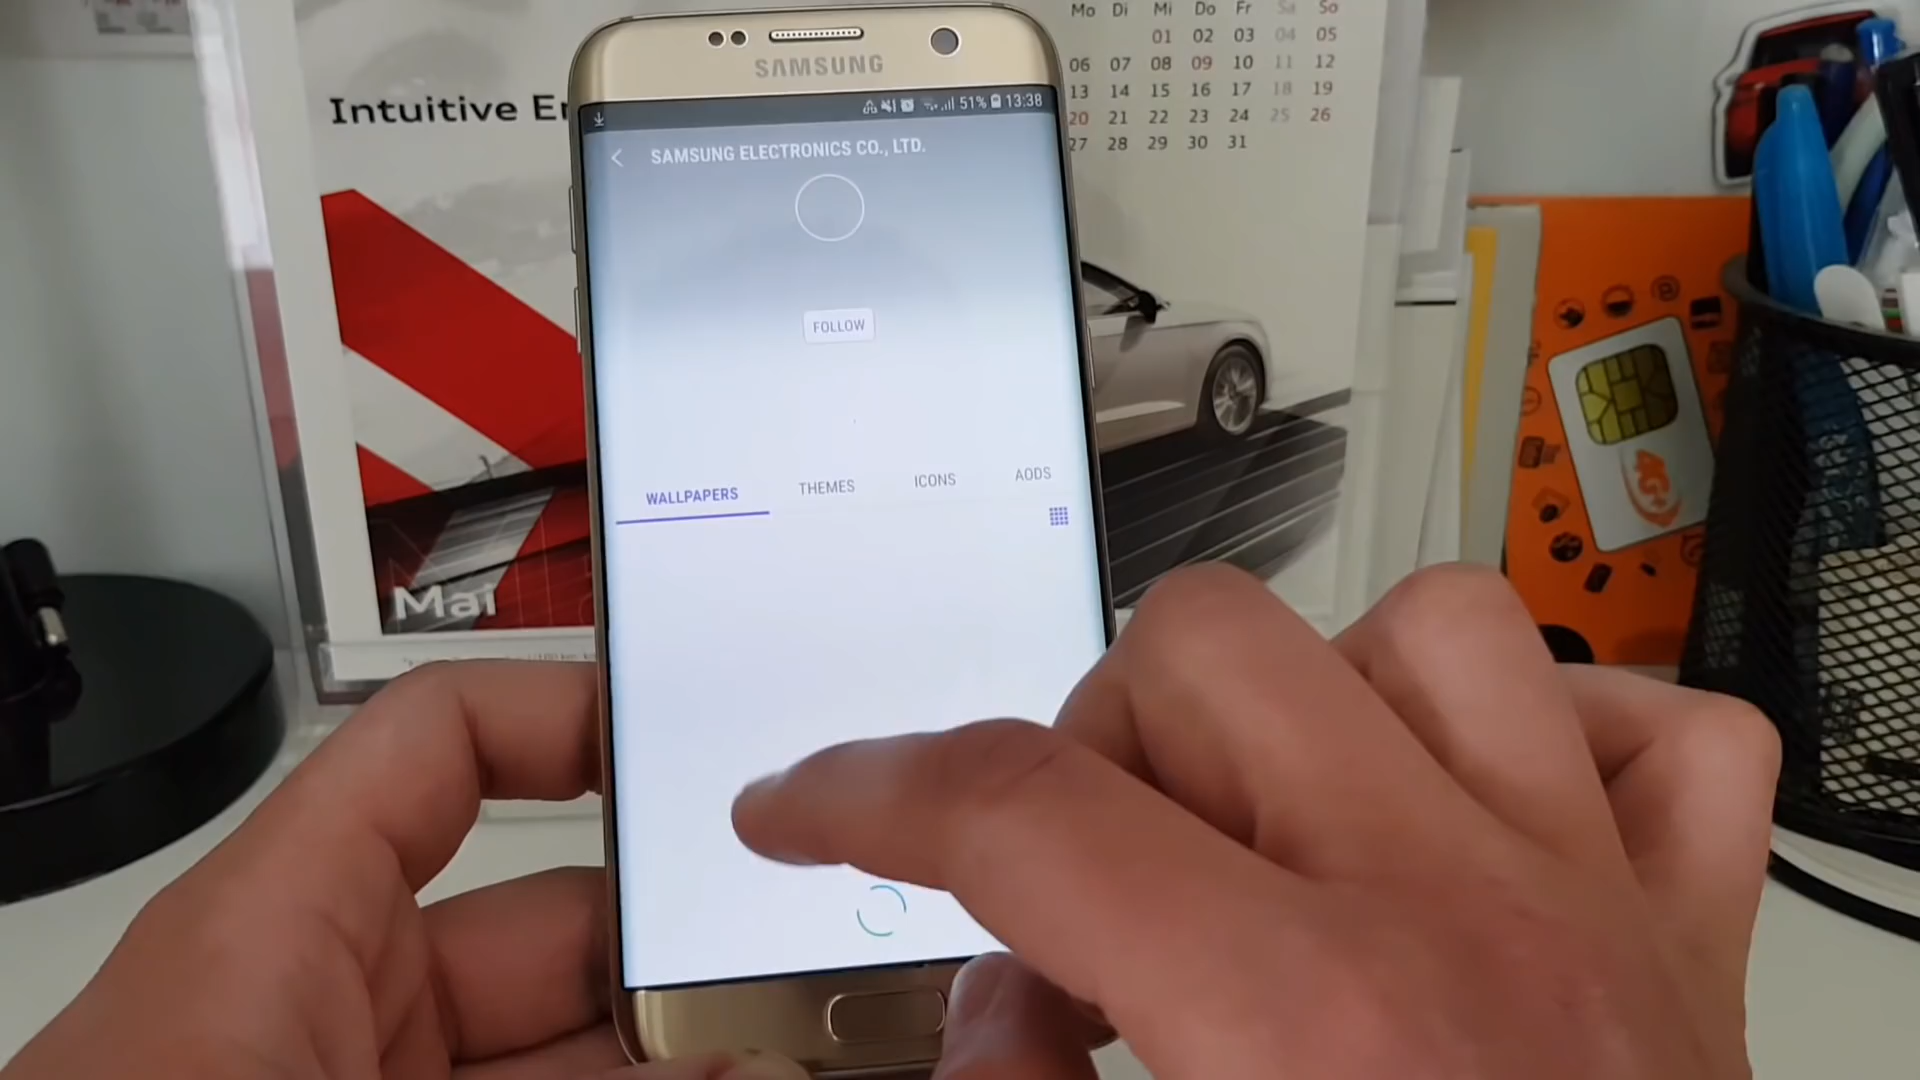 Mo Di Mi Do Fr Sa So
01 02 03 04 05
06 07 08 09 10 11 12
13 14 15 16 17 18 19
20 21 22 23 24 25 26
27 28 29 30 31
Intuitive
Mai
SAMSUNG
51% 13:38
SAMSUNG ELECTRONICS CO., LTD.
FOLLOW
WALLPAPERS THEMES ICONS AODS
4G